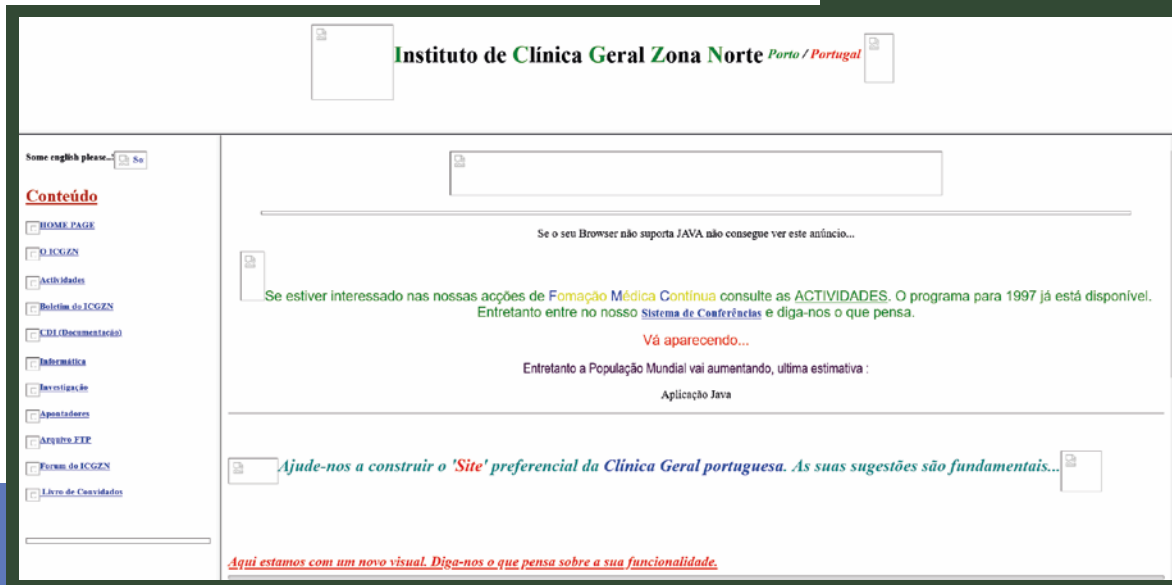 Instituto de Clínica Geral Zona Norte Porto / Portugal
Some english please...! So
Conteúdo
HOME PAGE
O ICGZN
Actividades
Boletim do ICGZN
CDI (Documentação)
Informática
Investigação
Apontadores
Arquivo FTP
Forum do ICGZN
Livro de Convidados
Se o seu Browser não suporta JAVA não consegue ver este anúncio...
Se estiver interessado nas nossas acções de Fomação Médica Contínua consulte as ACTIVIDADES. O programa para 1997 já está disponível.
Entretanto entre no nosso Sistema de Conferências e diga-nos o que pensa.
Vá aparecendo...
Entretanto a População Mundial vai aumentando, ultima estimativa :
Aplicação Java
Ajude-nos a construir o 'Site' preferencial da Clínica Geral portuguesa. As suas sugestões são fundamentais...
Aqui estamos com um novo visual. Diga-nos o que pensa sobre a sua funcionalidade.